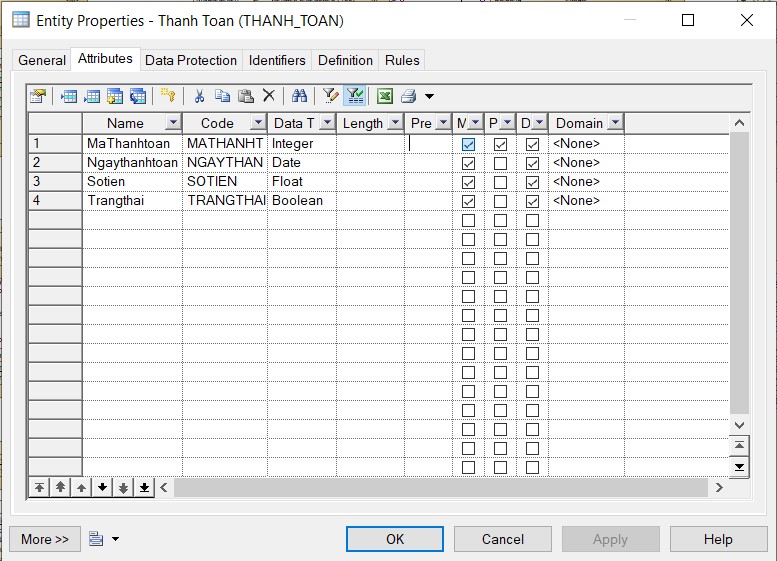 Entity Properties - Thanh Toan (THANH_TOAN)
General Attributes Data Protection Identifiers Definition Rules
Name Code Data T Length Pre M P D Domain
1 MaThanhtoan MATHANHT Integer <None>
2 Ngaythanhtoan NGAYTHAN Date <None>
3 Sotien SOTIEN Float <None>
4 Trangthai TRANGTHAI Boolean <None>
More >> OK Cancel Apply Help